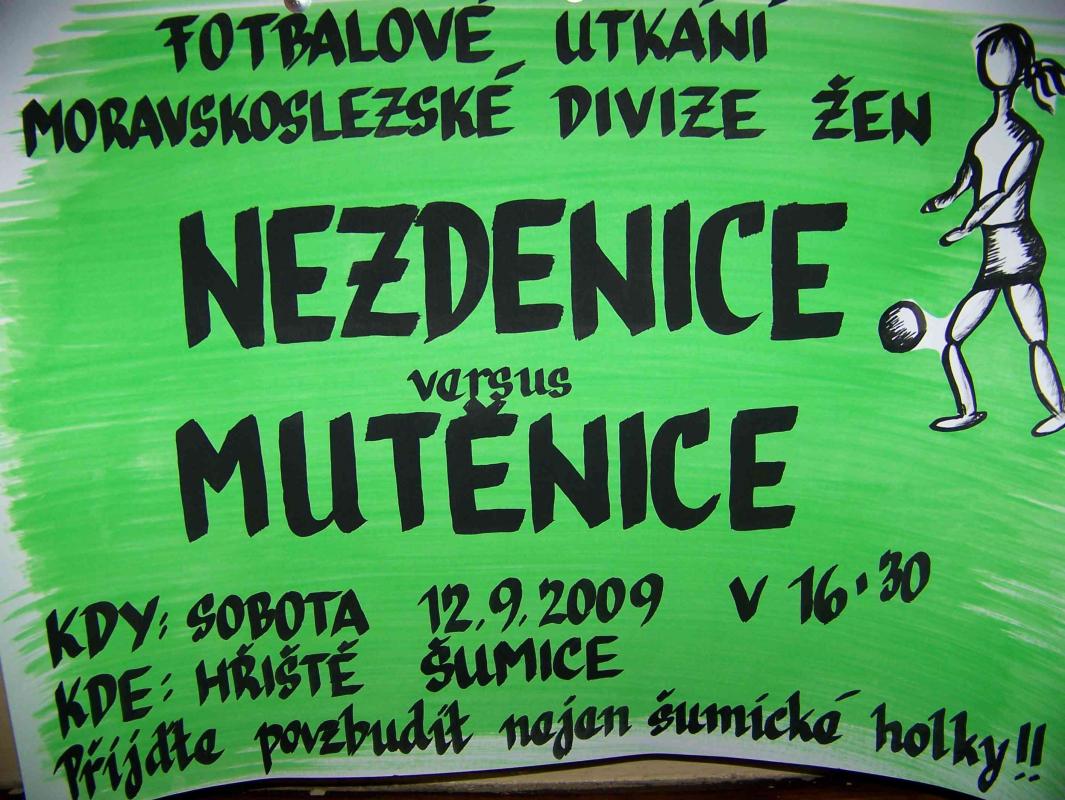 FOTBALOVÉ UTKÁNÍ
MORAVSKOSLEZSKÉ DIVIZE ŽEN
NEZDENICE
versus
MUTĚNICE
KDY: SOBOTA 12.9.2009 V 16.30
KDE: HŘIŠTĚ ŠUMICE
Přijďte povzbudit nejen šumické holky!!